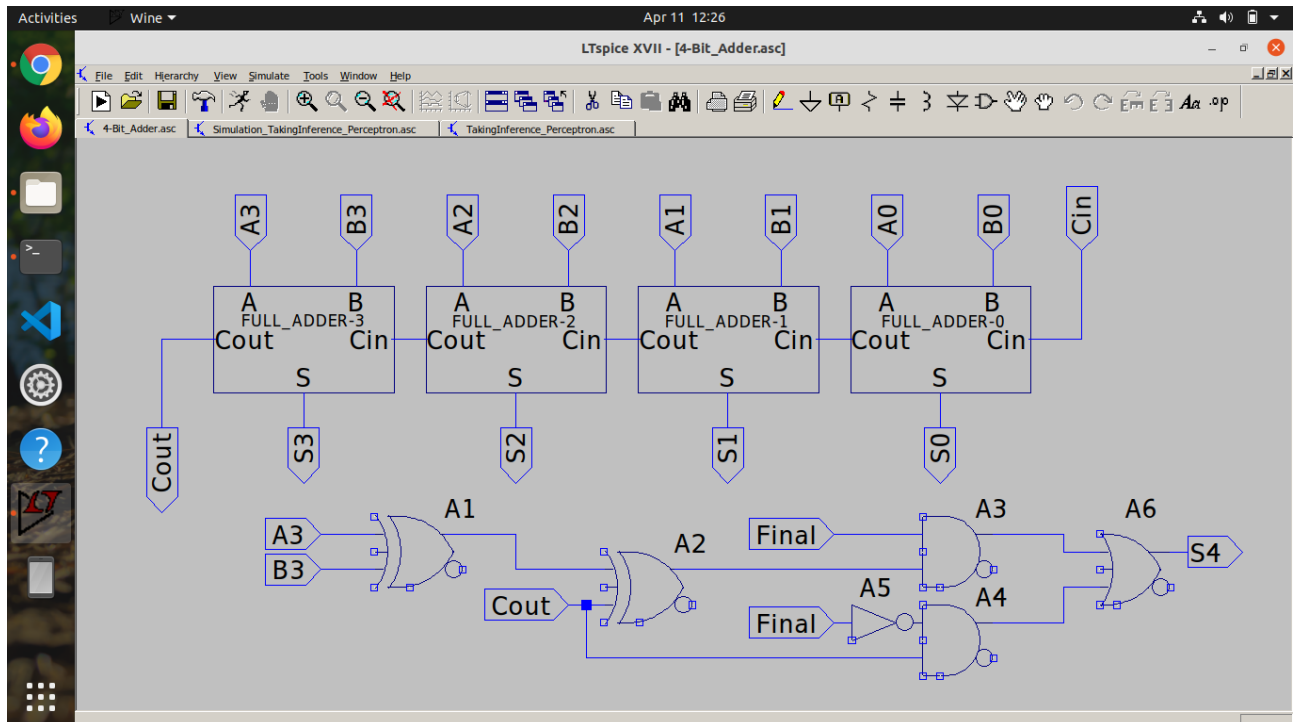 Activities Wine Apr 11 12:26
LTspice XVII - [4-Bit_Adder.asc]
File Edit Hierarchy View Simulate Tools Window Help
Aa .op
4-Bit_Adder.asc Simulation_TakingInference_Perceptron.asc TakingInference_Perceptron.asc
A3 B3 A2 B2 A1 B1 A0 B0 Cin
A B A B A B A B
FULL_ADDER-3 FULL_ADDER-2 FULL_ADDER-1 FULL_ADDER-0
Cout Cin Cout Cin Cout Cin Cout Cin
S S S S
Cout S3 S2 S1 S0
A1 A3 A6
A3 Final A2 S4
B3
Cout A5 A4
Final